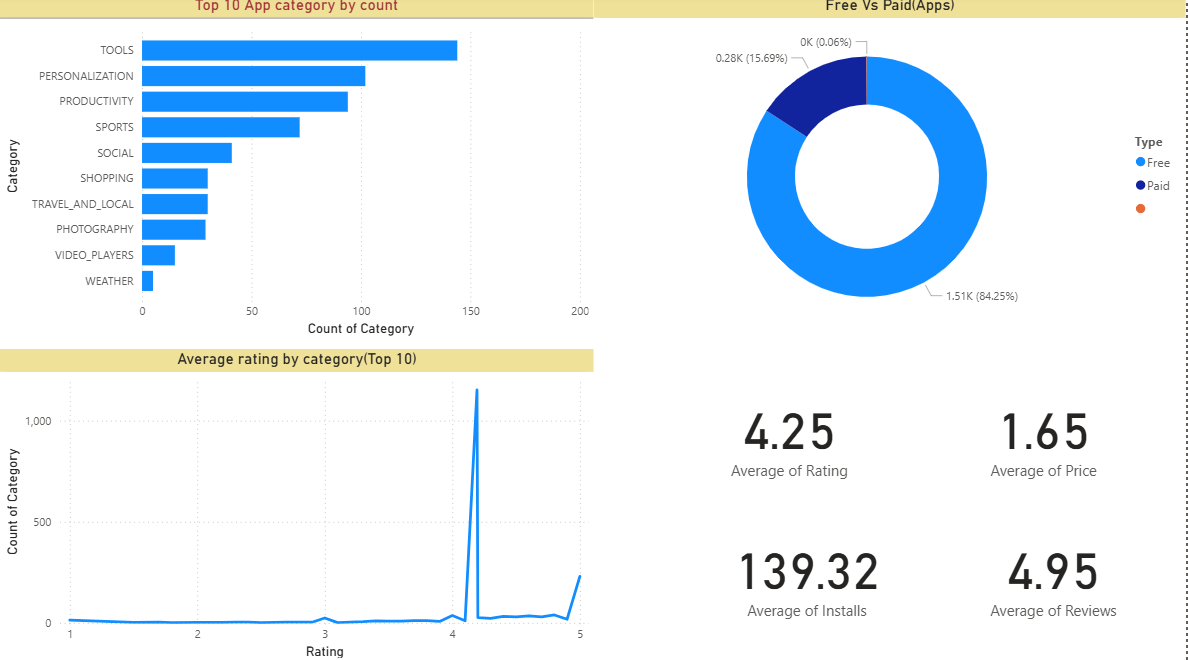 Top 10 App category by count
Category
TOOLS
PERSONALIZATION
PRODUCTIVITY
SPORTS
SOCIAL
SHOPPING
TRAVEL_AND_LOCAL
PHOTOGRAPHY
VIDEO_PLAYERS
WEATHER
0 50 100 150 200
Count of Category
Free Vs Paid(Apps)
0K (0.06%)
0.28K (15.69%)
1.51K (84.25%)
Type
Free
Paid
Average rating by category(Top 10)
Count of Category
1,000
500
0
1 2 3 4 5
Rating
4.25
Average of Rating
1.65
Average of Price
139.32
Average of Installs
4.95
Average of Reviews